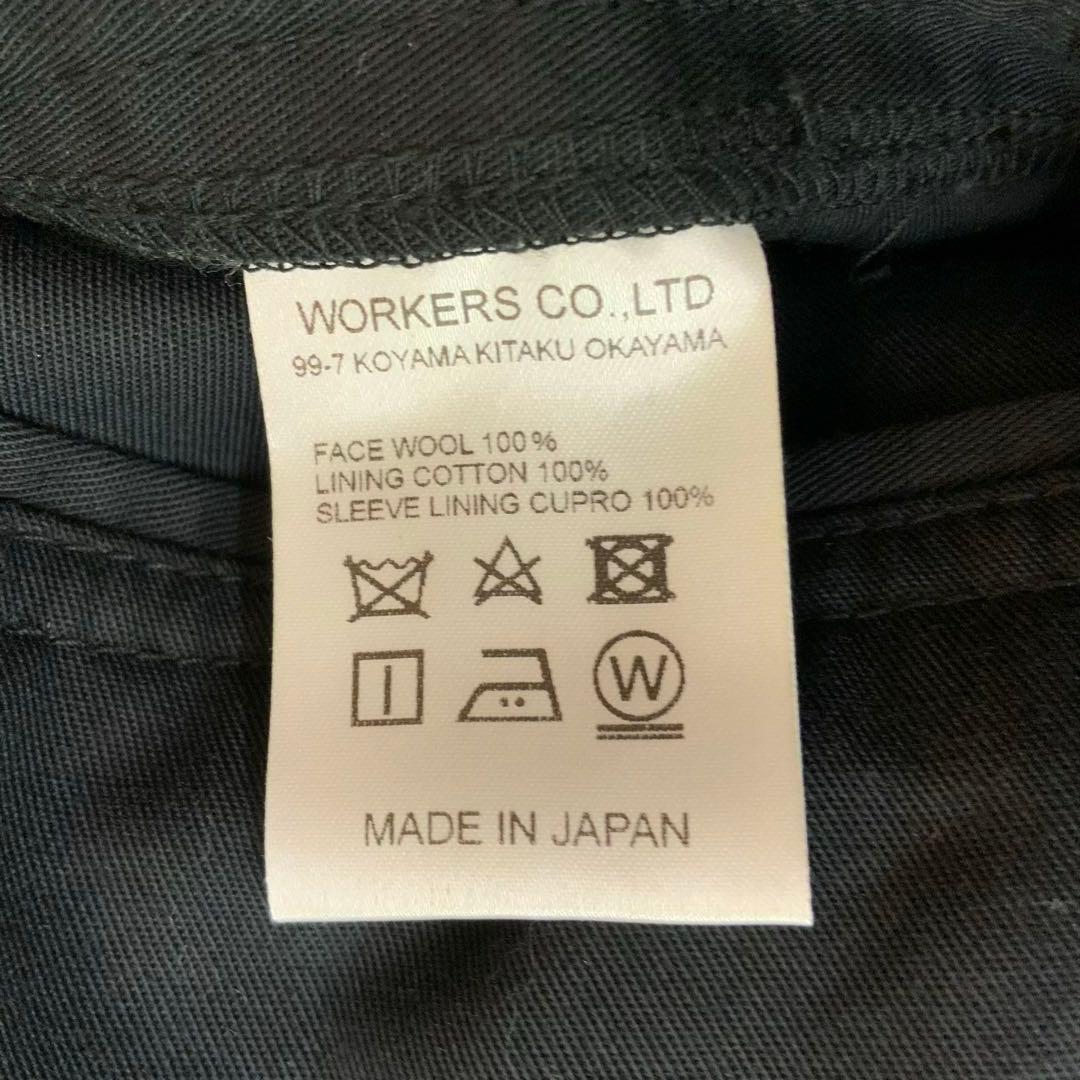 WORKERS CO.,LTD
99-7 KOYAMA KITAKU OKAYAMA
FACE WOOL 100%
LINING COTTON 100%
SLEEVE LINING CUPRO 100%
W
MADE IN JAPAN